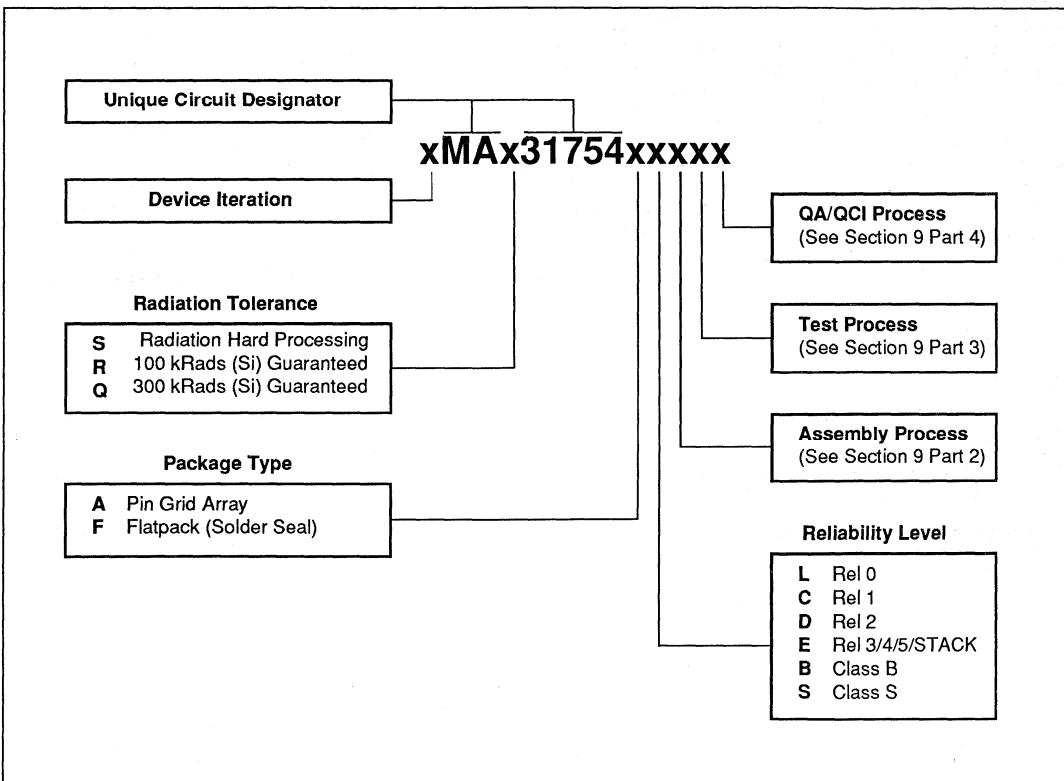 Unique Circuit Designator
xMAx31754xxxxx
Device Iteration
QA/QCI Process
(See Section 9 Part 4)
Radiation Tolerance
S Radiation Hard Processing
R 100 kRads (Si) Guaranteed
Q 300 kRads (Si) Guaranteed
Test Process
(See Section 9 Part 3)
Assembly Process
(See Section 9 Part 2)
Package Type
A Pin Grid Array
F Flatpack (Solder Seal)
Reliability Level
L Rel 0
C Rel 1
D Rel 2
E Rel 3/4/5/STACK
B Class B
S Class S